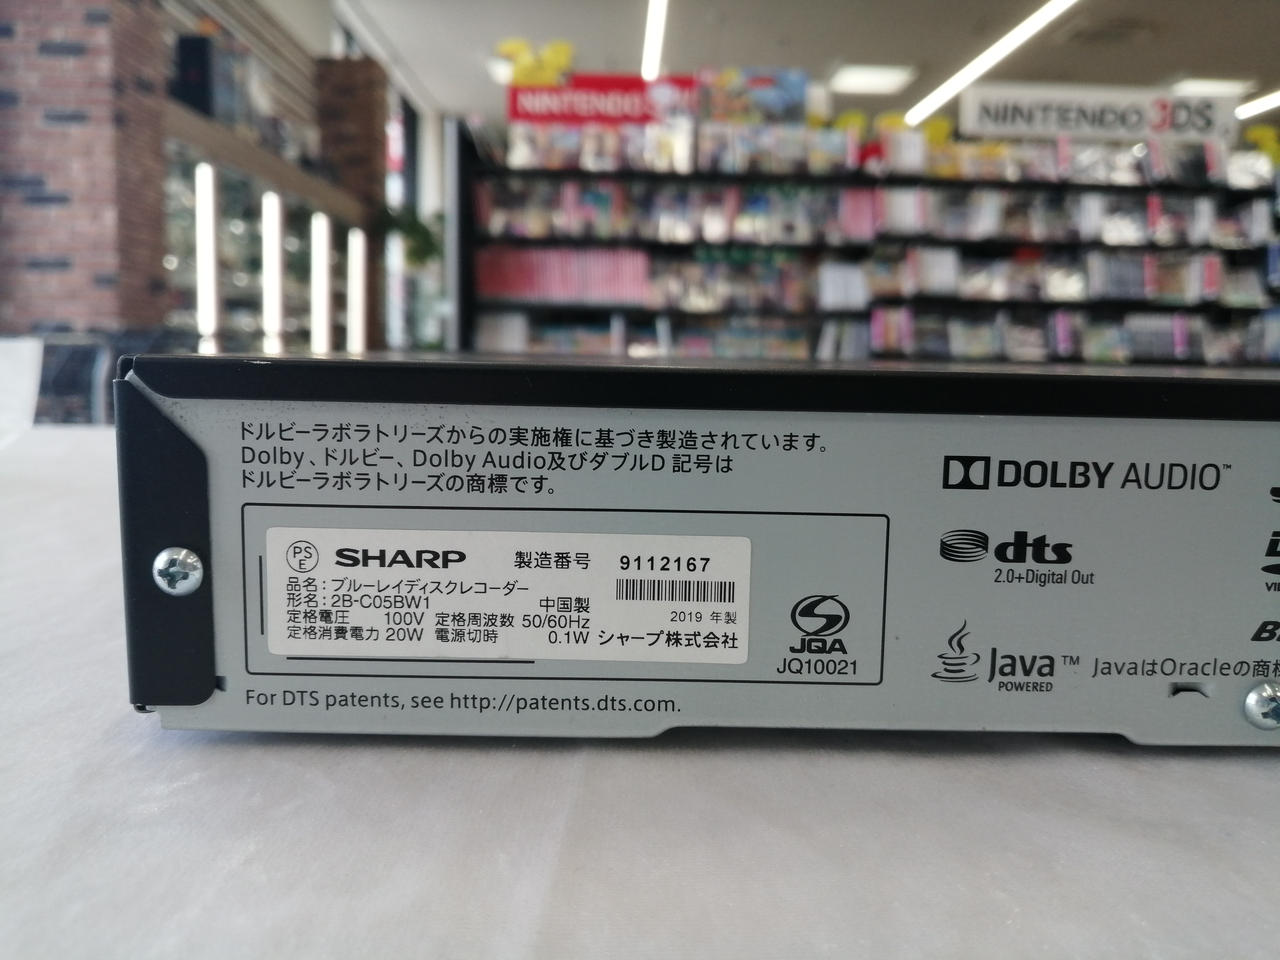 NINTENDO
NINTENDO 3DS
ドルビーラボラトリーズからの実施権に基づき製造されています。
Dolby、ドルビー、Dolby Audio及びダブルD 記号は
ドルビーラボラトリーズの商標です。
DOLBY AUDIO™
PS E SHARP 製造番号 9112167
品名：ブルーレイディスクレコーダー
形名：2B-C05BW1 中国製
定格電圧 100V 定格周波数 50/60Hz 2019 年製
定格消費電力 20W 電源切時 0.1W シャープ株式会社
dts
2.0+Digital Out
JQA
JQ10021
Java™
POWERED
JavaはOracleの商
For DTS patents, see http://patents.dts.com.